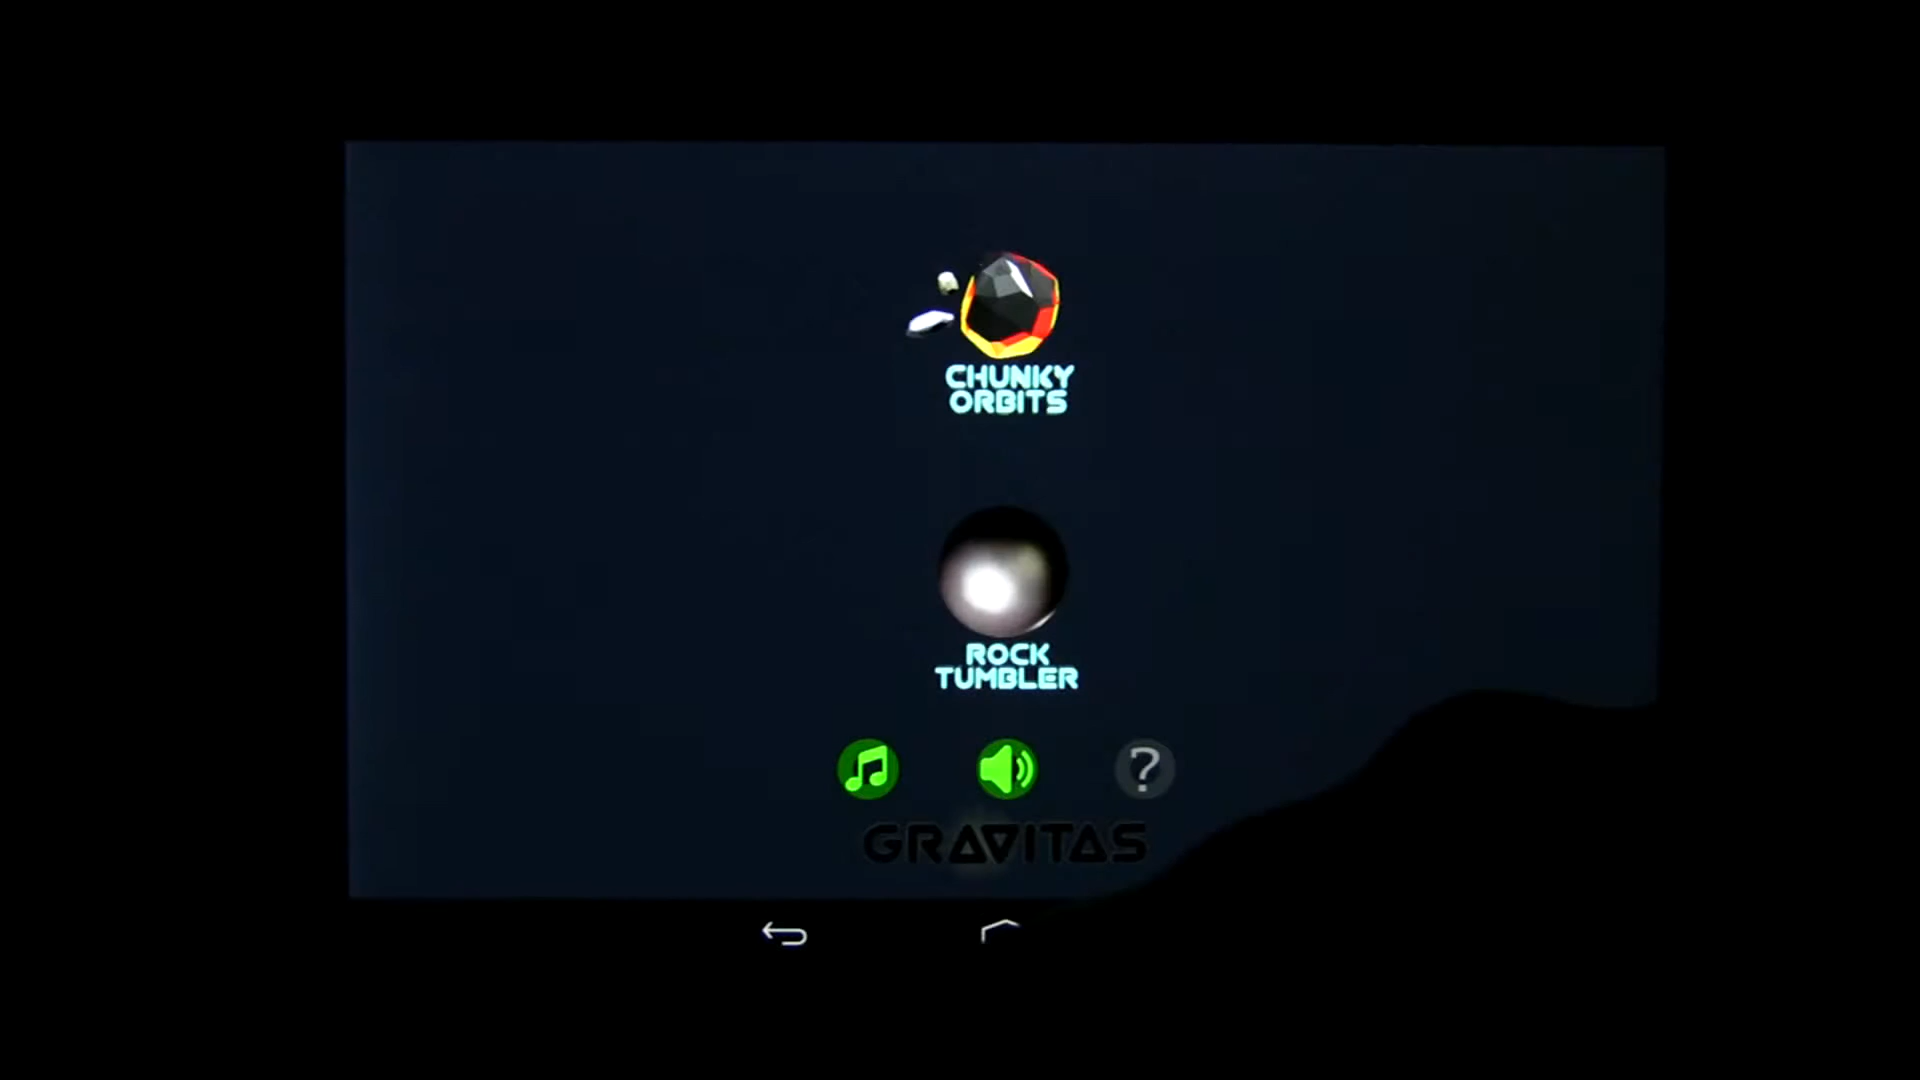 CHUNKY
ORBITS
ROCK
TUMBLER
?
GRAVITAS